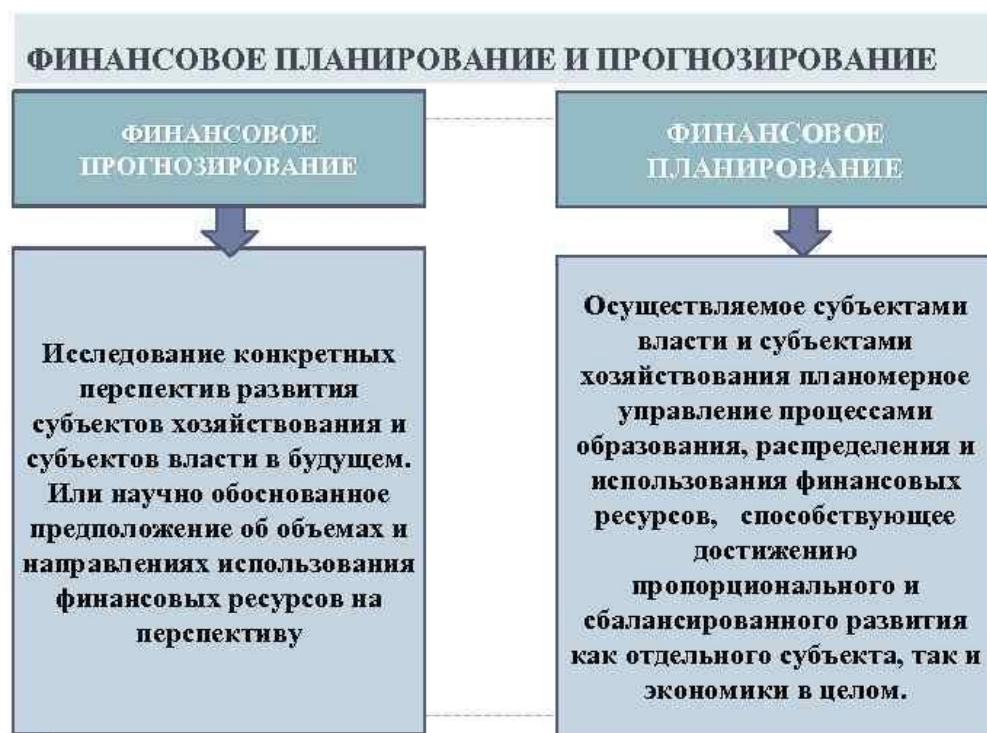 ФИНАНСОВОЕ ПЛАНИРОВАНИЕ И ПРОГНОЗИРОВАНИЕ
ФИНАНСОВОЕ
ПРОГНОЗИРОВАНИЕ
Исследование конкретных
перспектив развития
субъектов хозяйствования и
субъектов власти в будущем.
Или научно обоснованное
предположение об объемах и
направлениях использования
финансовых ресурсов на
перспективу
ФИНАНСОВОЕ
ПЛАНИРОВАНИЕ
Осуществляемое субъектами
власти и субъектами
хозяйствования планомерное
управление процессами
образования, распределения и
использования финансовых
ресурсов, способствующее
достижению
пропорционального и
сбалансированного развития
как отдельного субъекта, так и
экономики в целом.